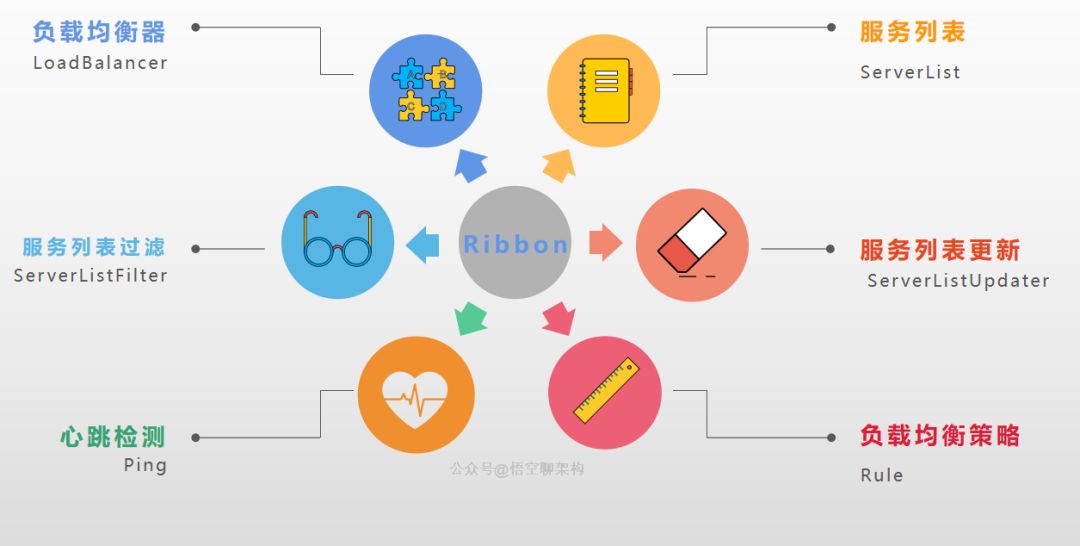 负载均衡器
LoadBalancer
服务列表
ServerList
A B
C D
服务列表过滤
ServerListFilter
Ribbon
服务列表更新
ServerListUpdater
心跳检测
Ping
负载均衡策略
Rule
公众号@悟空聊架构